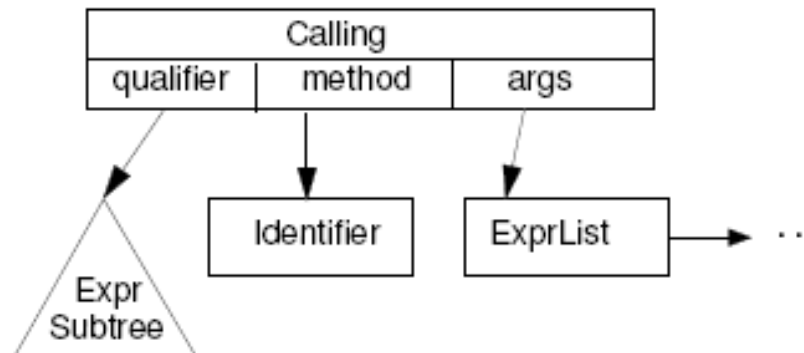 Calling
qualifier method args
Identifier ExprList ..
Expr
Subtree